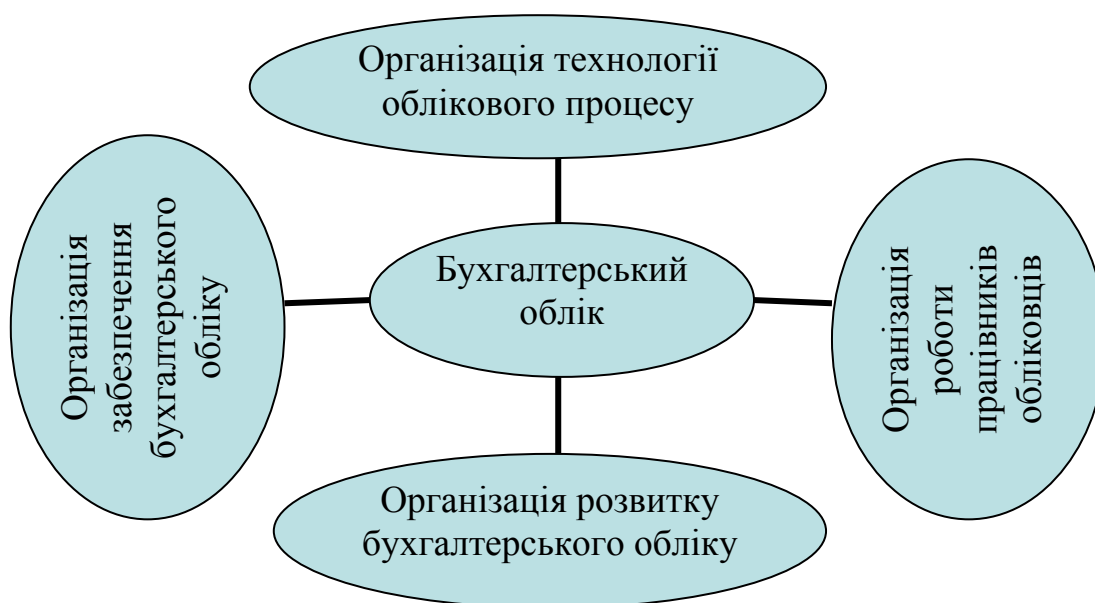 Організація технології
облікового процесу
Організація
забезпечення
бухгалтерського
обліку
Бухгалтерський
облік
Організація
роботи
працівників
обліковців
Організація розвитку
бухгалтерського обліку